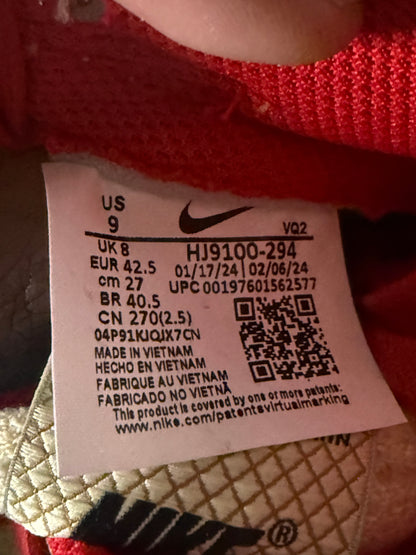 US
9
VQ2
UK 8
HJ9100-294
EUR 42.5
01/17/24 | 02/06/24
cm 27
UPC 00197601562577
BR 40.5
CN 270(2.5)
04P91KJQJX7CN
MADE IN VIETNAM
HECHO EN VIETNAM
FABRIQUE AU VIETNAM
FABRICADO NO VIETNÃ
This product is covered by one or more patents:
www.nike.com/patentsvirtualmarking
NIKE ®